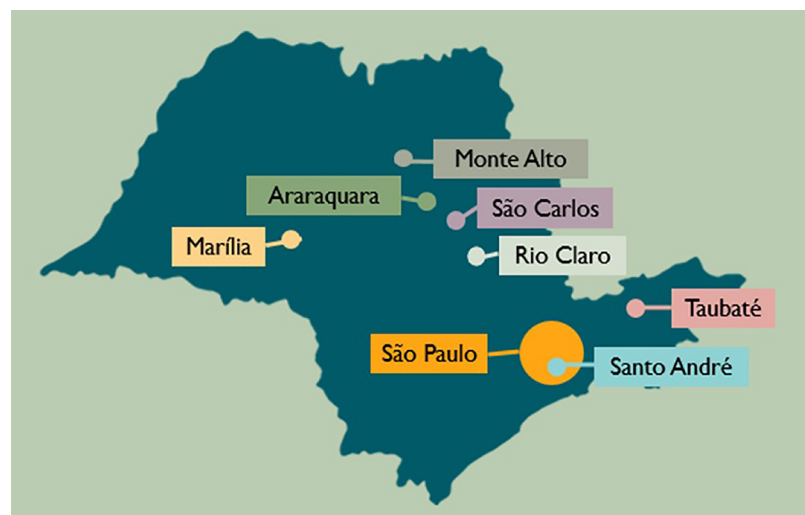 Monte Alto
Araraquara
São Carlos
Marília
Rio Claro
Taubaté
São Paulo
Santo André